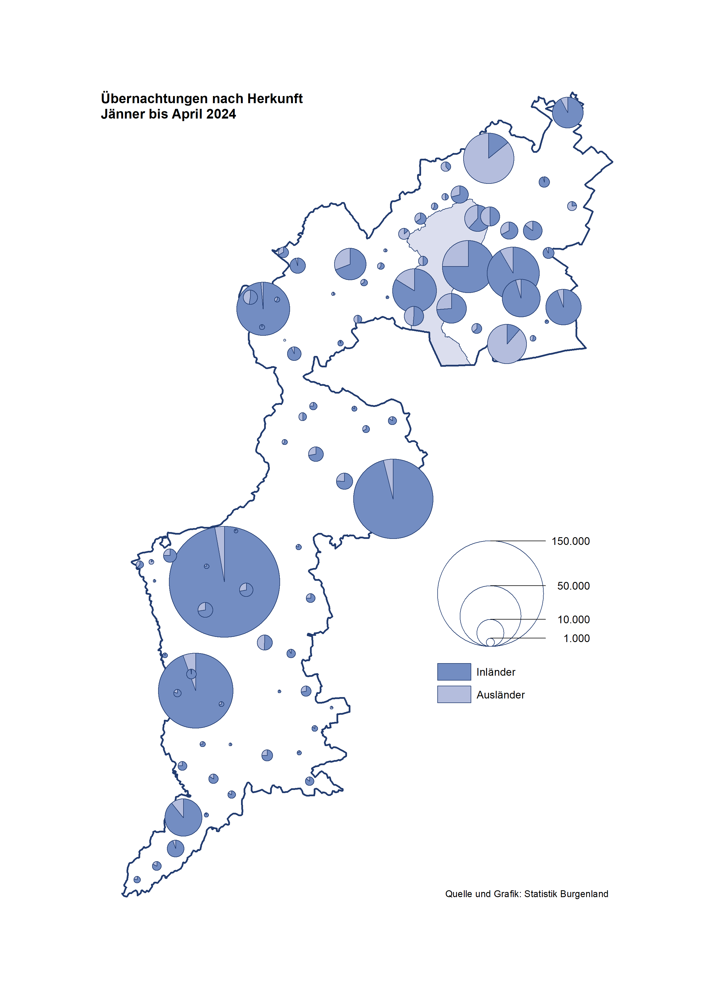 Übernachtungen nach Herkunft
Jänner bis April 2024
150.000
50.000
10.000
1.000
Inländer
Ausländer
Quelle und Grafik: Statistik Burgenland